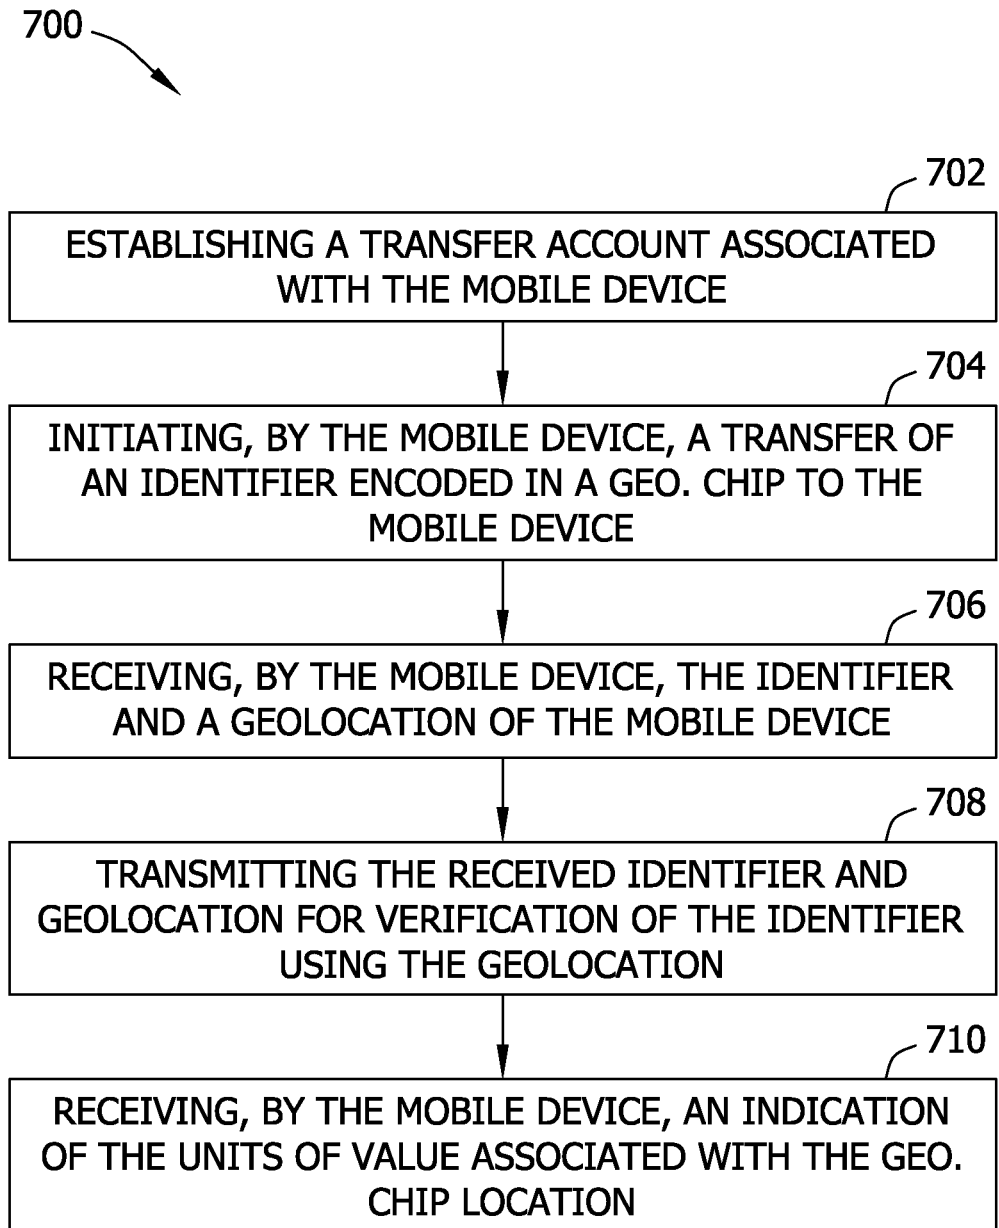 700
702
ESTABLISHING A TRANSFER ACCOUNT ASSOCIATED
WITH THE MOBILE DEVICE
704
INITIATING, BY THE MOBILE DEVICE, A TRANSFER OF
AN IDENTIFIER ENCODED IN A GEO. CHIP TO THE
MOBILE DEVICE
706
RECEIVING, BY THE MOBILE DEVICE, THE IDENTIFIER
AND A GEOLOCATION OF THE MOBILE DEVICE
708
TRANSMITTING THE RECEIVED IDENTIFIER AND
GEOLOCATION FOR VERIFICATION OF THE IDENTIFIER
USING THE GEOLOCATION
710
RECEIVING, BY THE MOBILE DEVICE, AN INDICATION
OF THE UNITS OF VALUE ASSOCIATED WITH THE GEO.
CHIP LOCATION